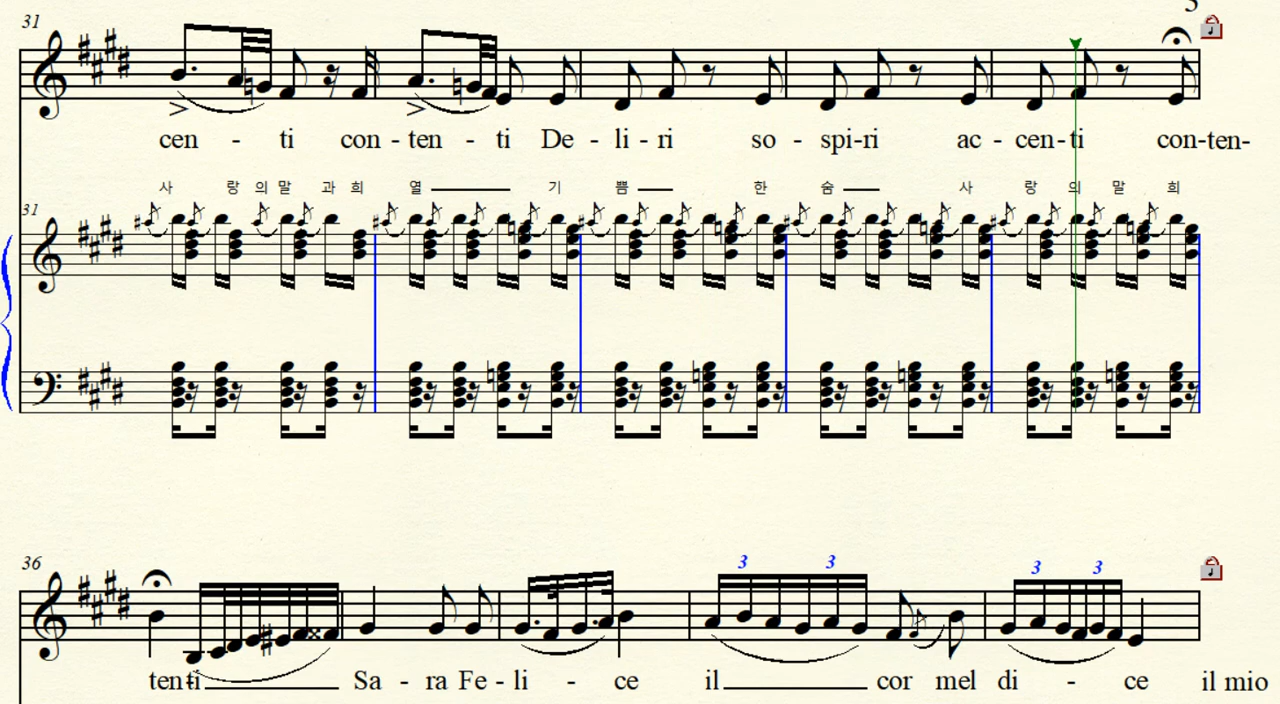 5
31
cen - ti con - ten - ti De - li - ri so - spi-ri ac - cen-ti con-ten-
사 랑 의 말 과 희 열 기 쁨 한 숨 사 랑 의 말 희
31
36
3 3 3 3
tenti Sa - ra Fe - li - ce il cor mel di - ce il mio